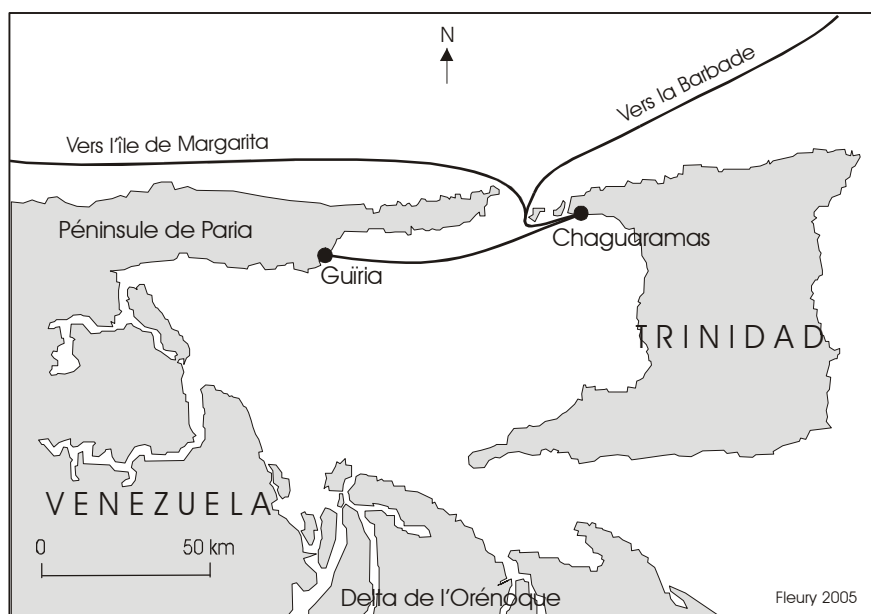 N
Vers la Barbade
Vers l'île de Margarita
Péninsule de Paria
Chaguaramas
Guïria
TRINIDAD
VENEZUELA
0 50 km
Delta de l'Orénoque
Fleury 2005